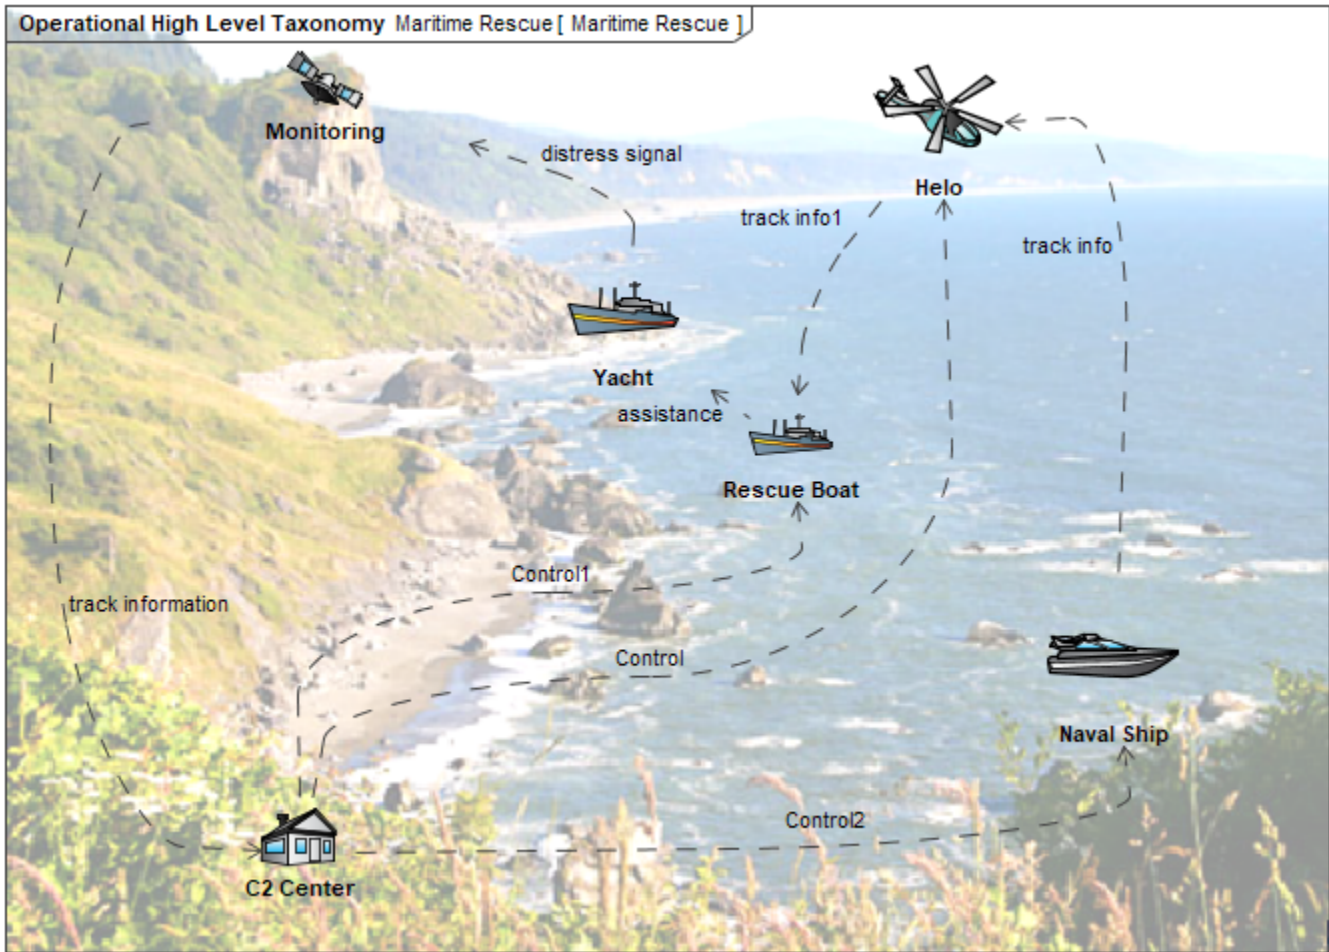 Operational High Level Taxonomy Maritime Rescue [ Maritime Rescue ]
Monitoring
distress signal
Helo
track info1
track info
Yacht
assistance
Rescue Boat
Control1
track information
Control
Naval Ship
Control2
C2 Center